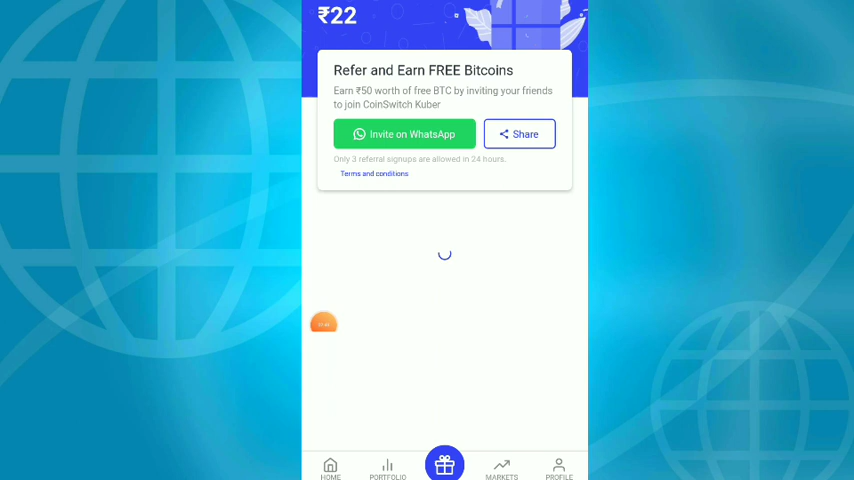 ₹22
Refer and Earn FREE Bitcoins
Earn ₹50 worth of free BTC by inviting your friends
to join CoinSwitch Kuber
Invite on WhatsApp
Share
Only 3 referral signups are allowed in 24 hours.
Terms and conditions
HOME
PORTFOLIO
MARKETS
PROFILE